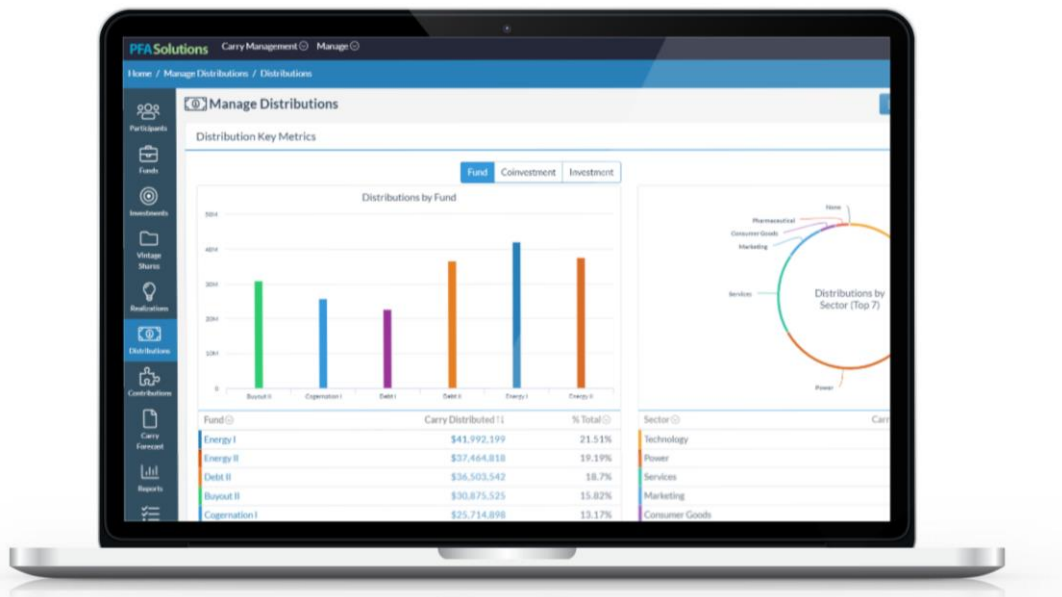 PFASolutions Carry Management Manage
Home / Manage Distributions / Distributions
Participants
Funds
Investments
Vintage
Shares
Realizations
Distributions
Contributions
Carry
Forecast
Reports
Manage Distributions
Distribution Key Metrics
Fund Coinvestment Investment
Distributions by Fund
50M
40M
30M
20M
10M
0
Buyout II Cogernation I Debt I Debt II Energy I Energy II
Fund Carry Distributed % Total
Energy I $41,992,199 21.51%
Energy II $37,464,818 19.19%
Debt II $36,503,542 18.7%
Buyout II $30,875,525 15.82%
Cogernation I $25,714,898 13.17%
None
Pharmaceutical
Consumer Goods
Marketing
Services
Power
Distributions by
Sector (Top 7)
Sector Carr
Technology
Power
Services
Marketing
Consumer Goods